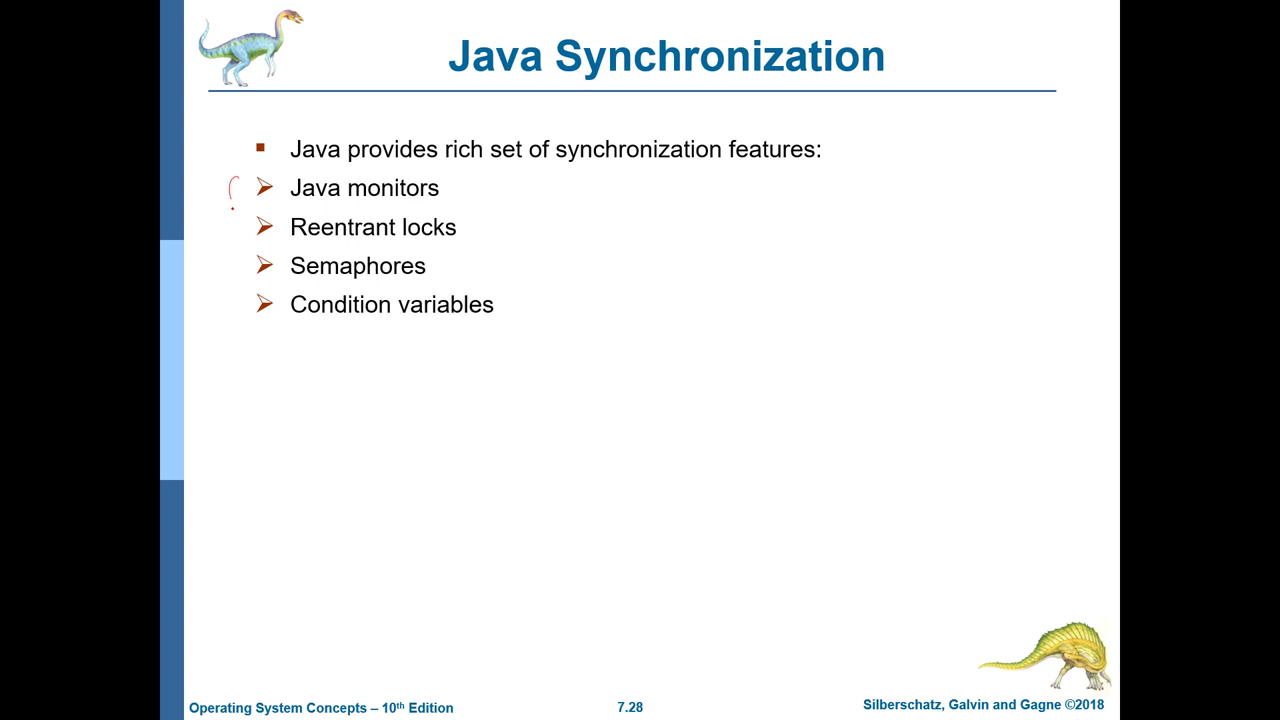 Java Synchronization
Java provides rich set of synchronization features:
Java monitors
Reentrant locks
Semaphores
Condition variables
Operating System Concepts – 10th Edition
7.28
Silberschatz, Galvin and Gagne ©2018